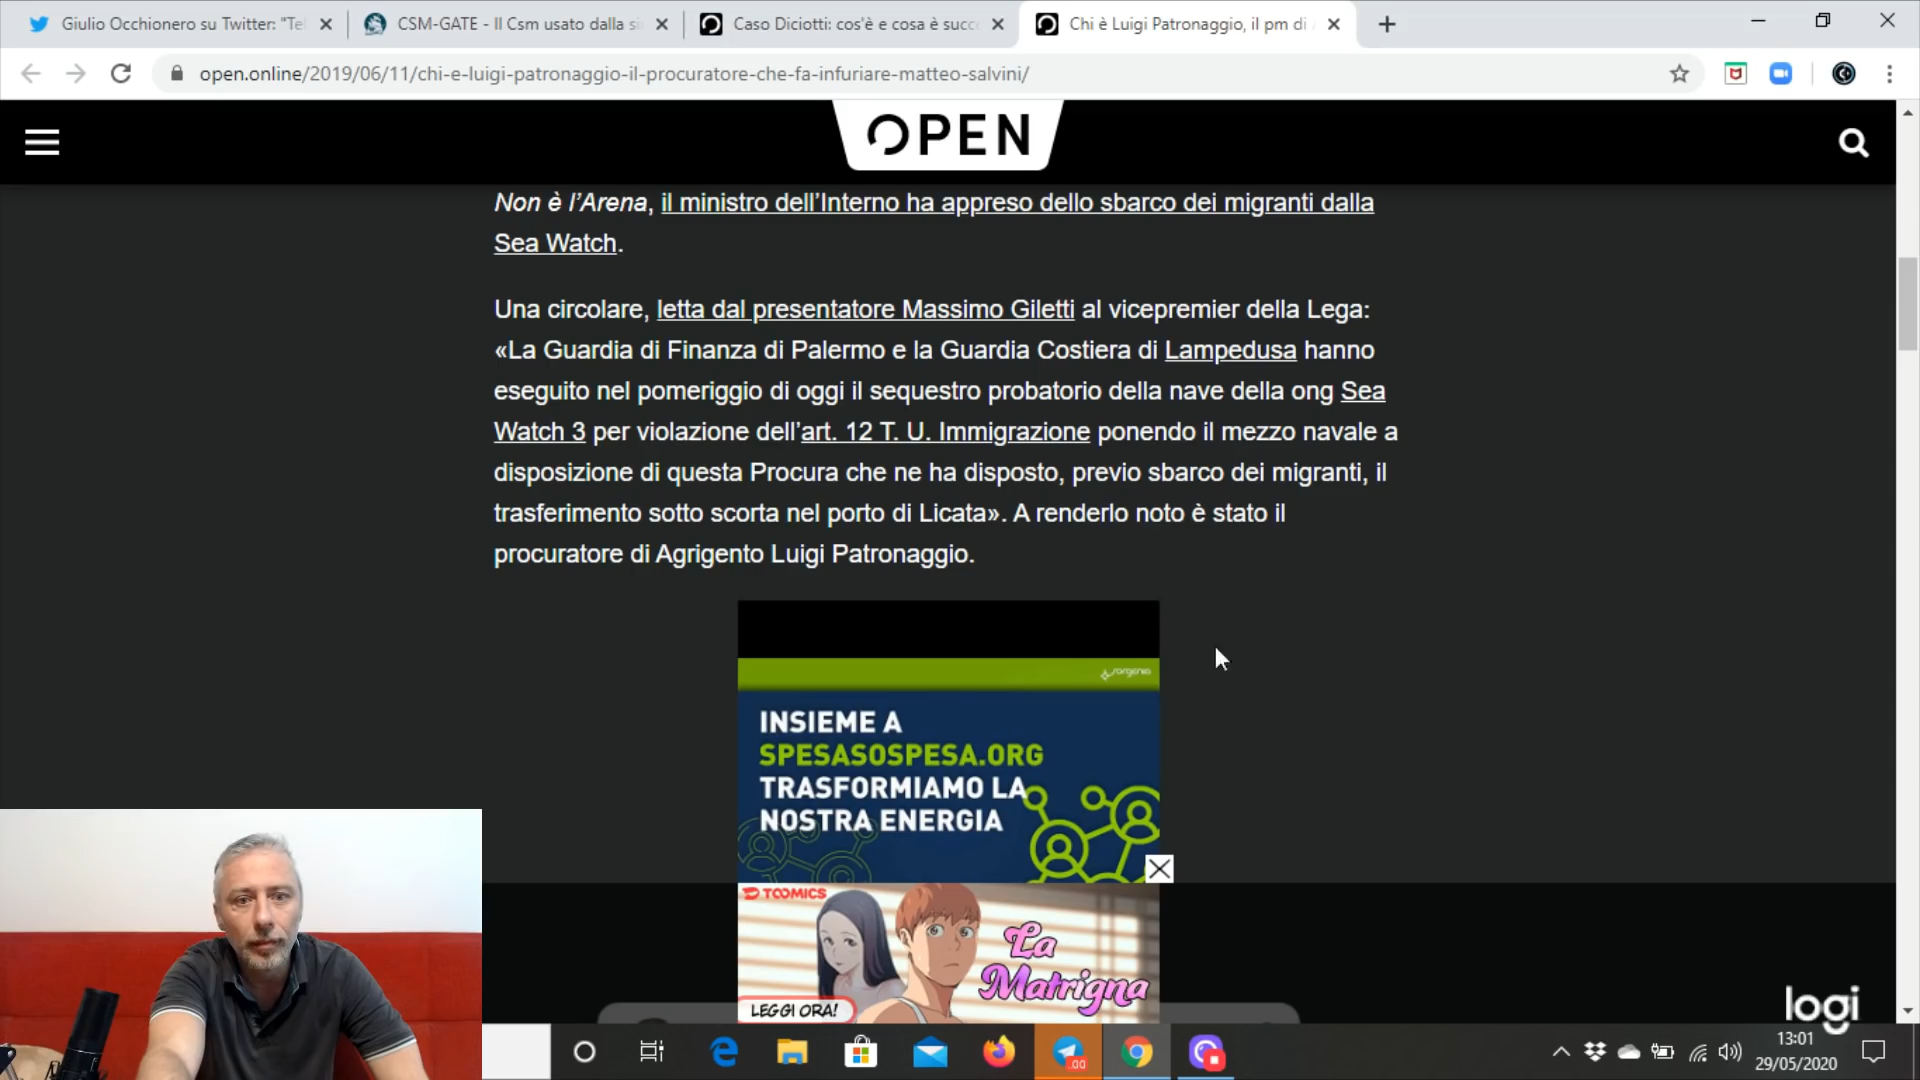 Giulio Occhionero su Twitter: "Te
CSM-GATE - Il Csm usato dalla si
Caso Diciotti: cos'è e cosa è succ
Chi è Luigi Patronaggio, il pm di
open.online/2019/06/11/chi-e-luigi-patronaggio-il-procuratore-che-fa-infuriare-matteo-salvini/
OPEN
Non è l'Arena, il ministro dell'Interno ha appreso dello sbarco dei migranti dalla
Sea Watch.
Una circolare, letta dal presentatore Massimo Giletti al vicepremier della Lega:
«La Guardia di Finanza di Palermo e la Guardia Costiera di Lampedusa hanno
eseguito nel pomeriggio di oggi il sequestro probatorio della nave della ong Sea
Watch 3 per violazione dell'art. 12 T. U. Immigrazione ponendo il mezzo navale a
disposizione di questa Procura che ne ha disposto, previo sbarco dei migranti, il
trasferimento sotto scorta nel porto di Licata». A renderlo noto è stato il
procuratore di Agrigento Luigi Patronaggio.
sorgenia
INSIEME A
SPESASOSPESA.ORG
TRASFORMIAMO LA
NOSTRA ENERGIA
TOOMICS
La
Matrigna
LEGGI ORA!
logi
13:01
29/05/2020